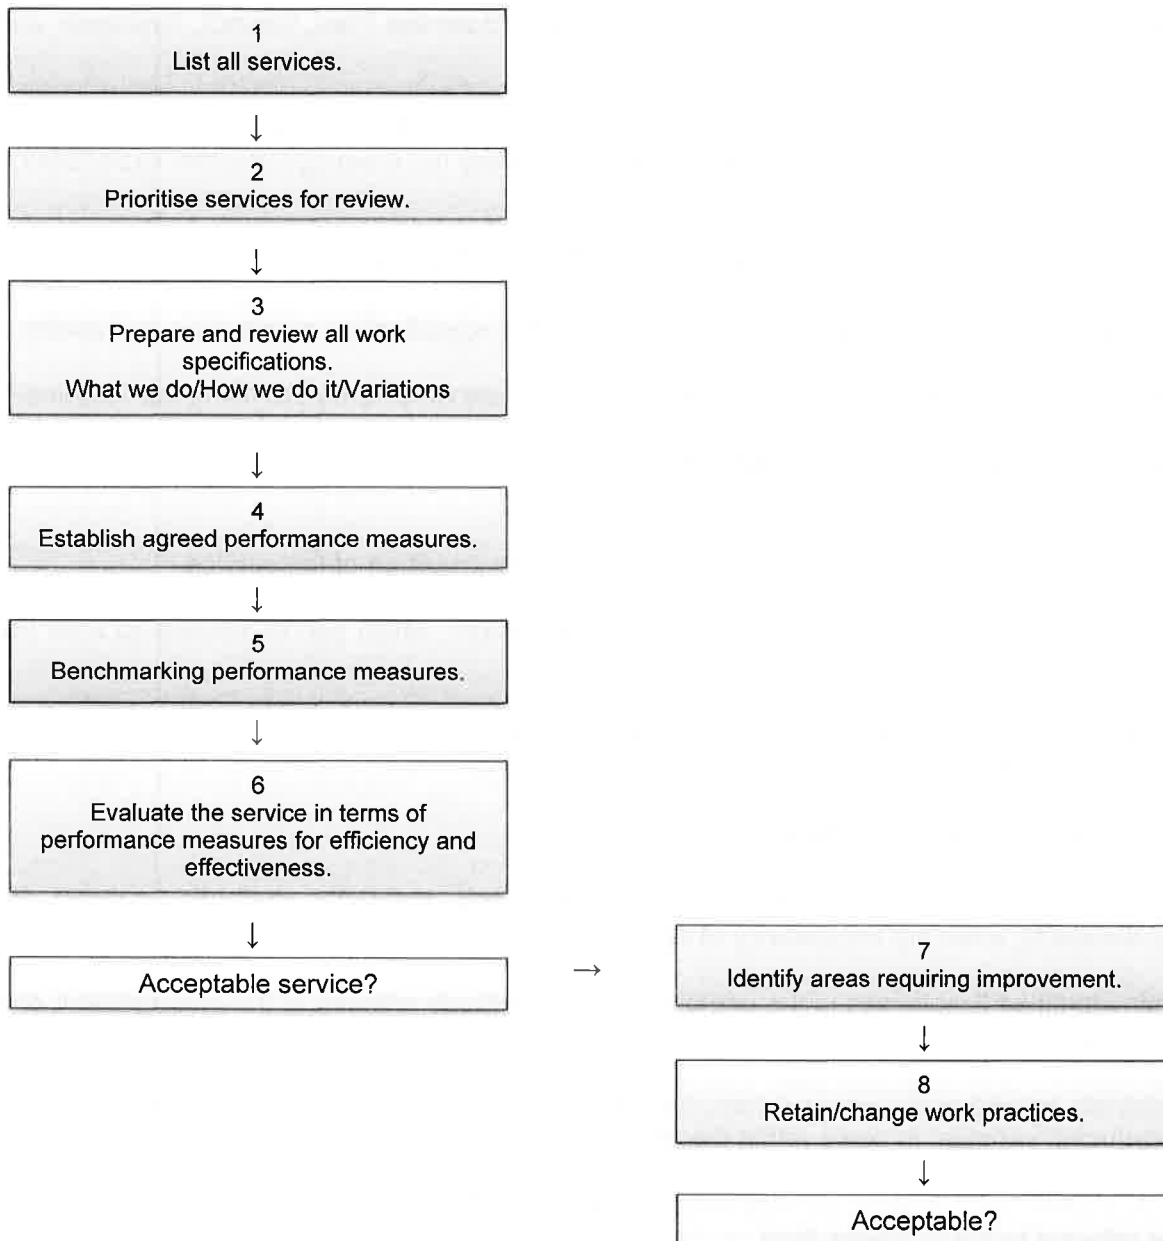 1
List all services.
↓
2
Prioritise services for review.
↓
3
Prepare and review all work
specifications.
What we do/How we do it/Variations
↓
4
Establish agreed performance measures.
↓
5
Benchmarking performance measures.
↓
6
Evaluate the service in terms of
performance measures for efficiency and
effectiveness.
↓
Acceptable service?
→
7
Identify areas requiring improvement.
↓
8
Retain/change work practices.
↓
Acceptable?